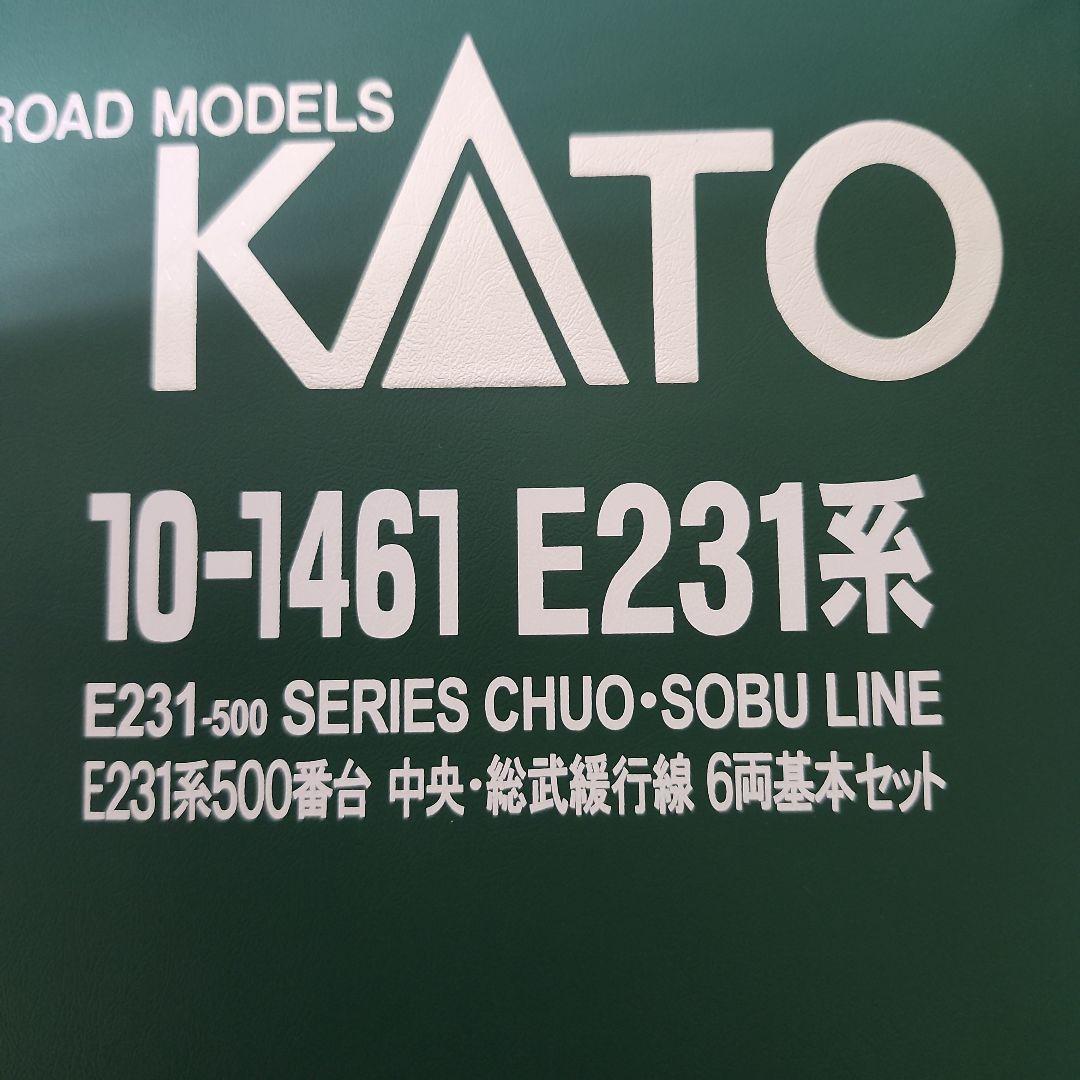 ROAD MODELS
KATO
10-1461 E231系
E231-500 SERIES CHUO・SOBU LINE
E231系500番台 中央・総武緩行線 6両基本セット